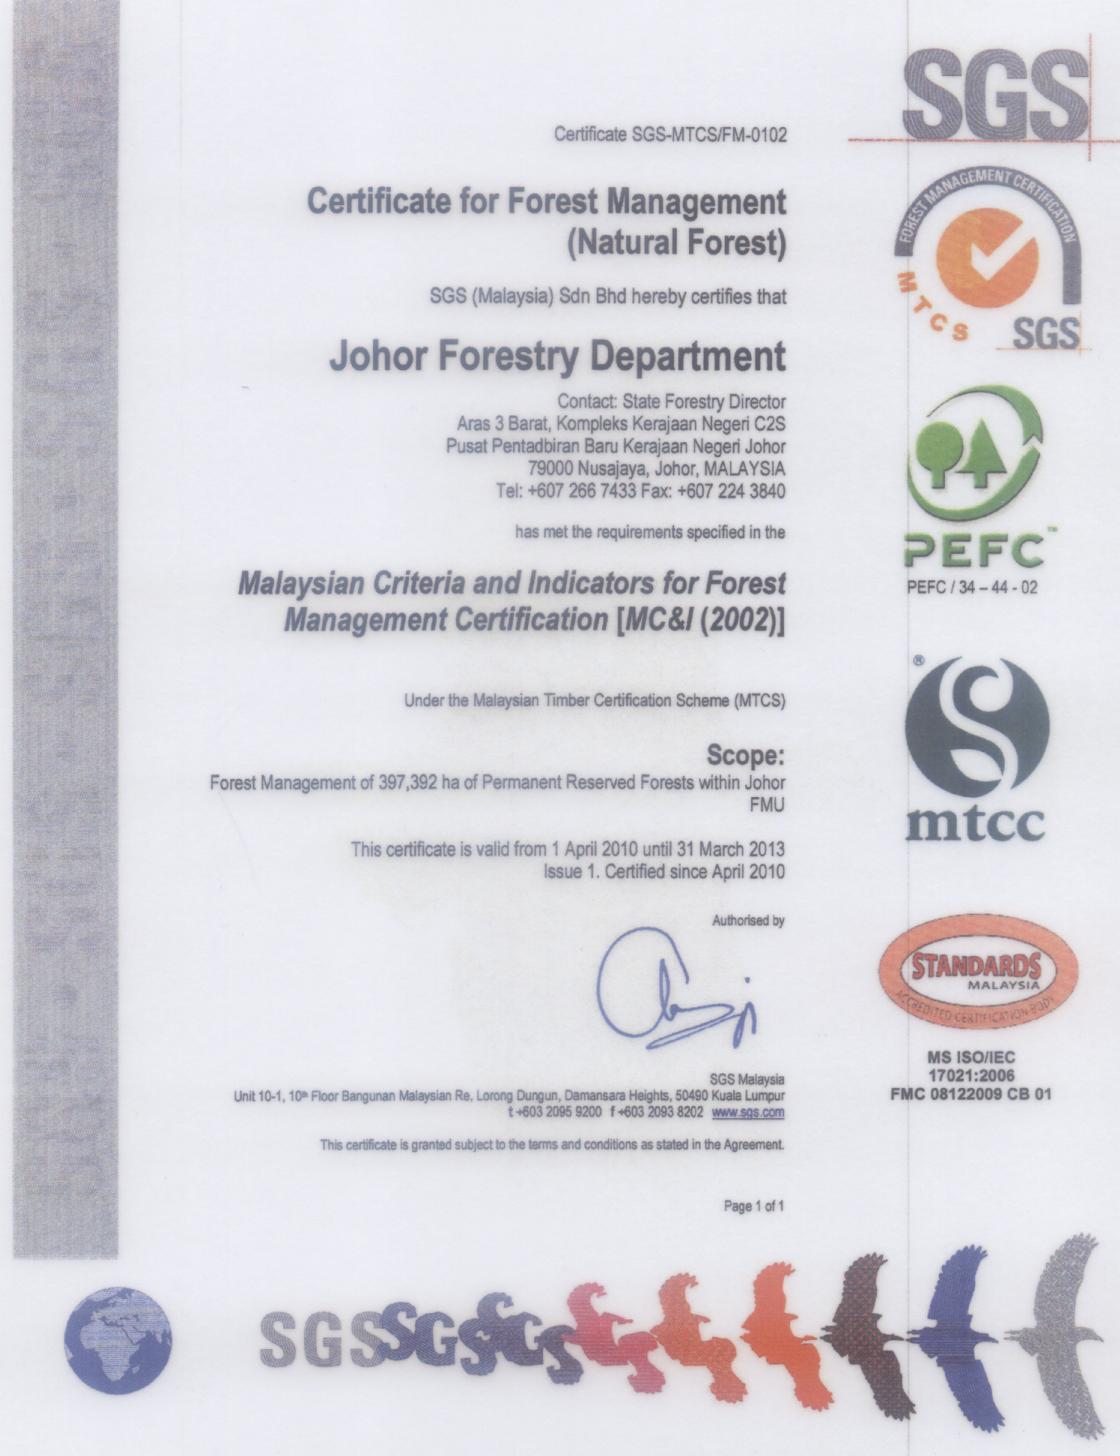 SGS
Certificate SGS-MTCS/FM-0102
Certificate for Forest Management
(Natural Forest)
SGS (Malaysia) Sdn Bhd hereby certifies that
Johor Forestry Department
Contact: State Forestry Director
Aras 3 Barat, Kompleks Kerajaan Negeri C2S
Pusat Pentadbiran Baru Kerajaan Negeri Johor
79000 Nusajaya, Johor, MALAYSIA
Tel: +607 266 7433 Fax: +607 224 3840
has met the requirements specified in the
Malaysian Criteria and Indicators for Forest
Management Certification [MC&I (2002)]
Under the Malaysian Timber Certification Scheme (MTCS)
Scope:
Forest Management of 397,392 ha of Permanent Reserved Forests within Johor
FMU
This certificate is valid from 1 April 2010 until 31 March 2013
Issue 1. Certified since April 2010
Authorised by
SGS Malaysia
Unit 10-1, 10th Floor Bangunan Malaysian Re, Lorong Dungun, Damansara Heights, 50490 Kuala Lumpur
t +603 2095 9200 f +603 2093 8202 www.sgs.com
This certificate is granted subject to the terms and conditions as stated in the Agreement.
Page 1 of 1
FOREST MANAGEMENT CERTIFICATION
MTCS
SGS
PEFC™
PEFC / 34 – 44 - 02
®
mtcc
STANDARDS
MALAYSIA
ACCREDITED CERTIFICATION BODY
MS ISO/IEC
17021:2006
FMC 08122009 CB 01
SGSSGSSGS